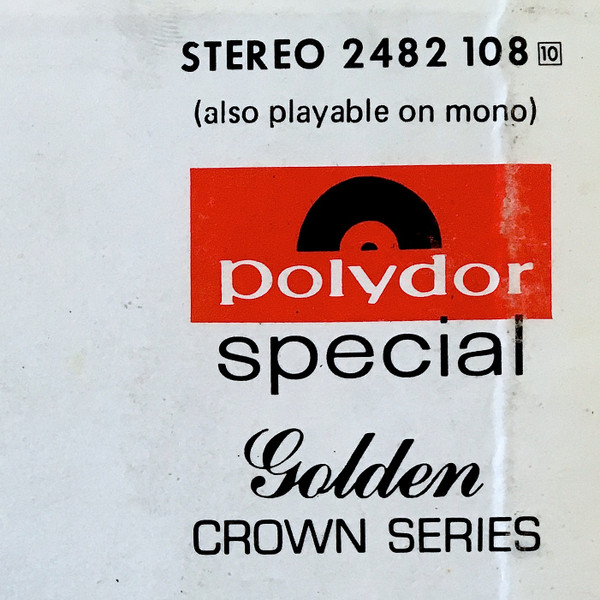 STEREO 2482 108 10
(also playable on mono)
polydor
special
Golden
CROWN SERIES